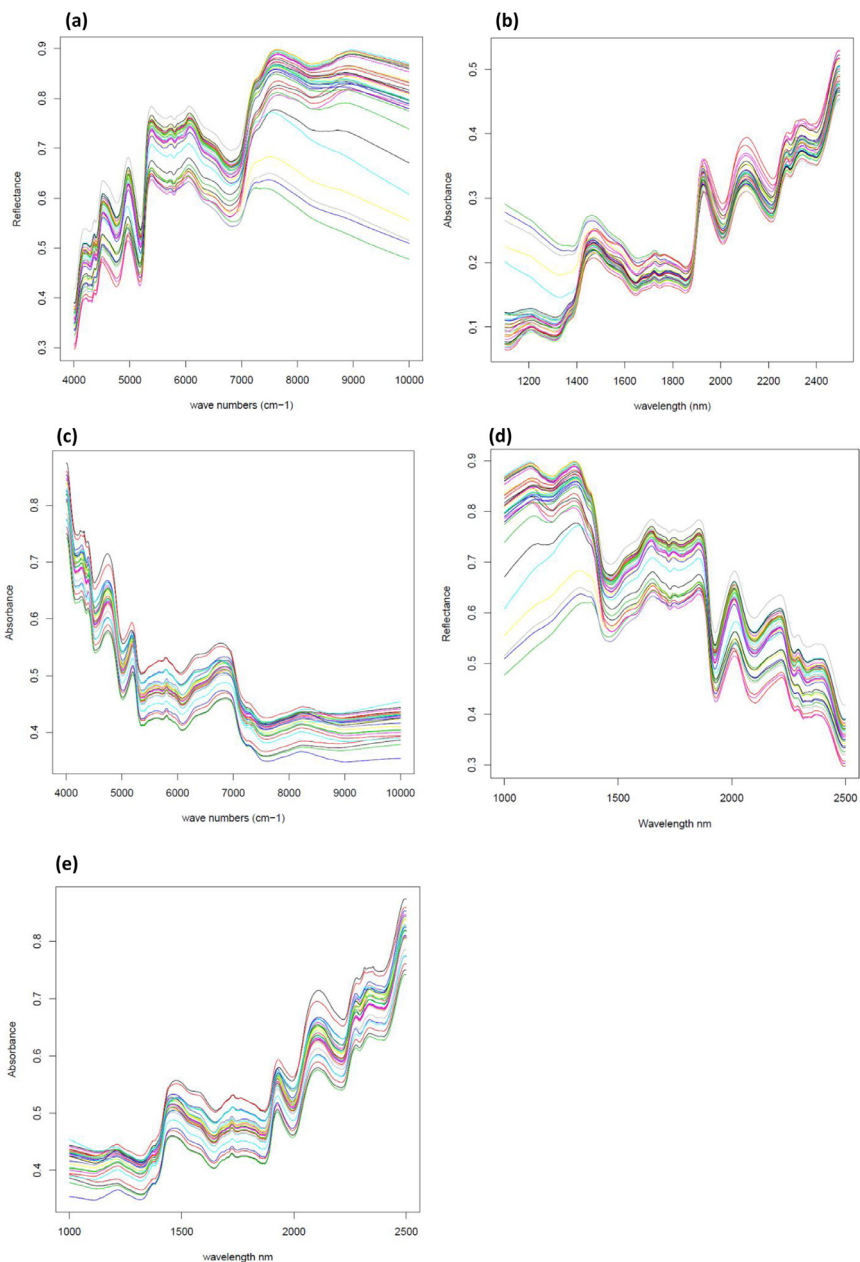 (a)
0.9
0.8
0.7
0.6
0.5
0.4
0.3
Reflectance
4000 5000 6000 7000 8000 9000 10000
wave numbers (cm−1)
(b)
0.5
0.4
0.3
0.2
0.1
Absorbance
1200 1400 1600 1800 2000 2200 2400
wavelength (nm)
(c)
0.8
0.7
0.6
0.5
0.4
Absorbance
4000 5000 6000 7000 8000 9000 10000
wave numbers (cm−1)
(d)
0.9
0.8
0.7
0.6
0.5
0.4
0.3
Reflectance
1000 1500 2000 2500
Wavelength nm
(e)
0.8
0.7
0.6
0.5
0.4
Absorbance
1000 1500 2000 2500
wavelength nm